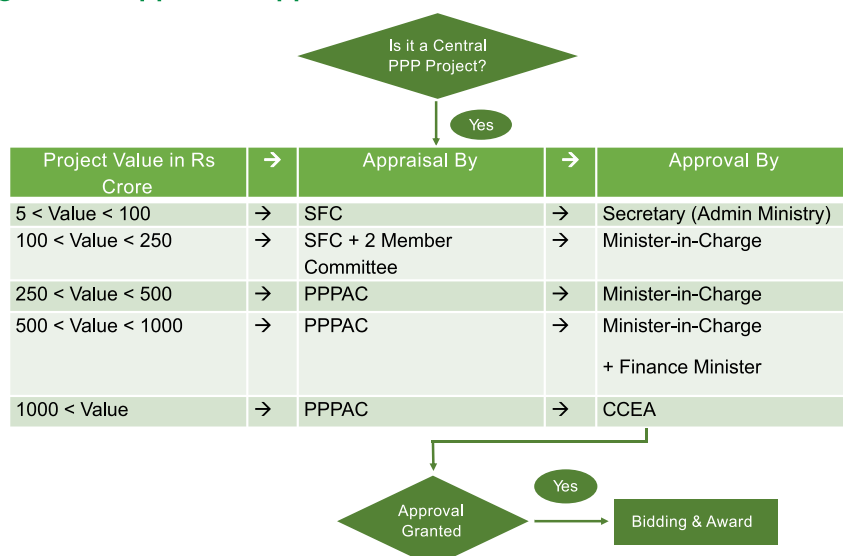 Is it a Central
PPP Project?
Yes
Project Value in Rs
Crore
→
Appraisal By
→
Approval By
5 < Value < 100 → SFC → Secretary (Admin Ministry)
100 < Value < 250 → SFC + 2 Member
Committee
→ Minister-in-Charge
250 < Value < 500 → PPPAC → Minister-in-Charge
500 < Value < 1000 → PPPAC → Minister-in-Charge
+ Finance Minister
1000 < Value → PPPAC → CCEA
Approval
Granted
Yes
Bidding & Award